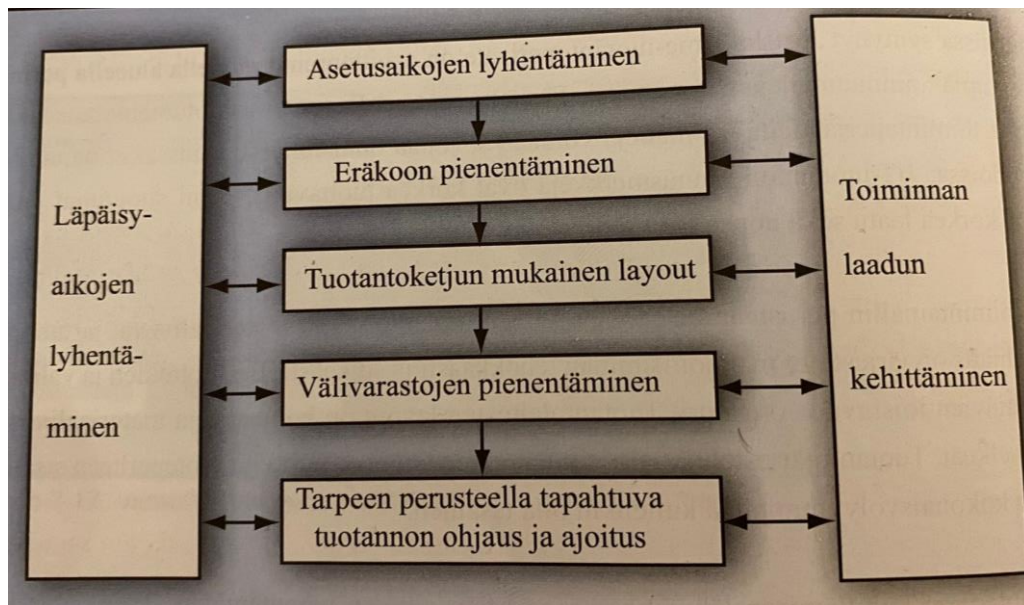 Läpäisy-
aikojen
lyhentä-
minen
Asetusaikojen lyhentäminen
Eräkoon pienentäminen
Tuotantoketjun mukainen layout
Välivarastojen pienentäminen
Tarpeen perusteella tapahtuva
tuotannon ohjaus ja ajoitus
Toiminnan
laadun
kehittäminen